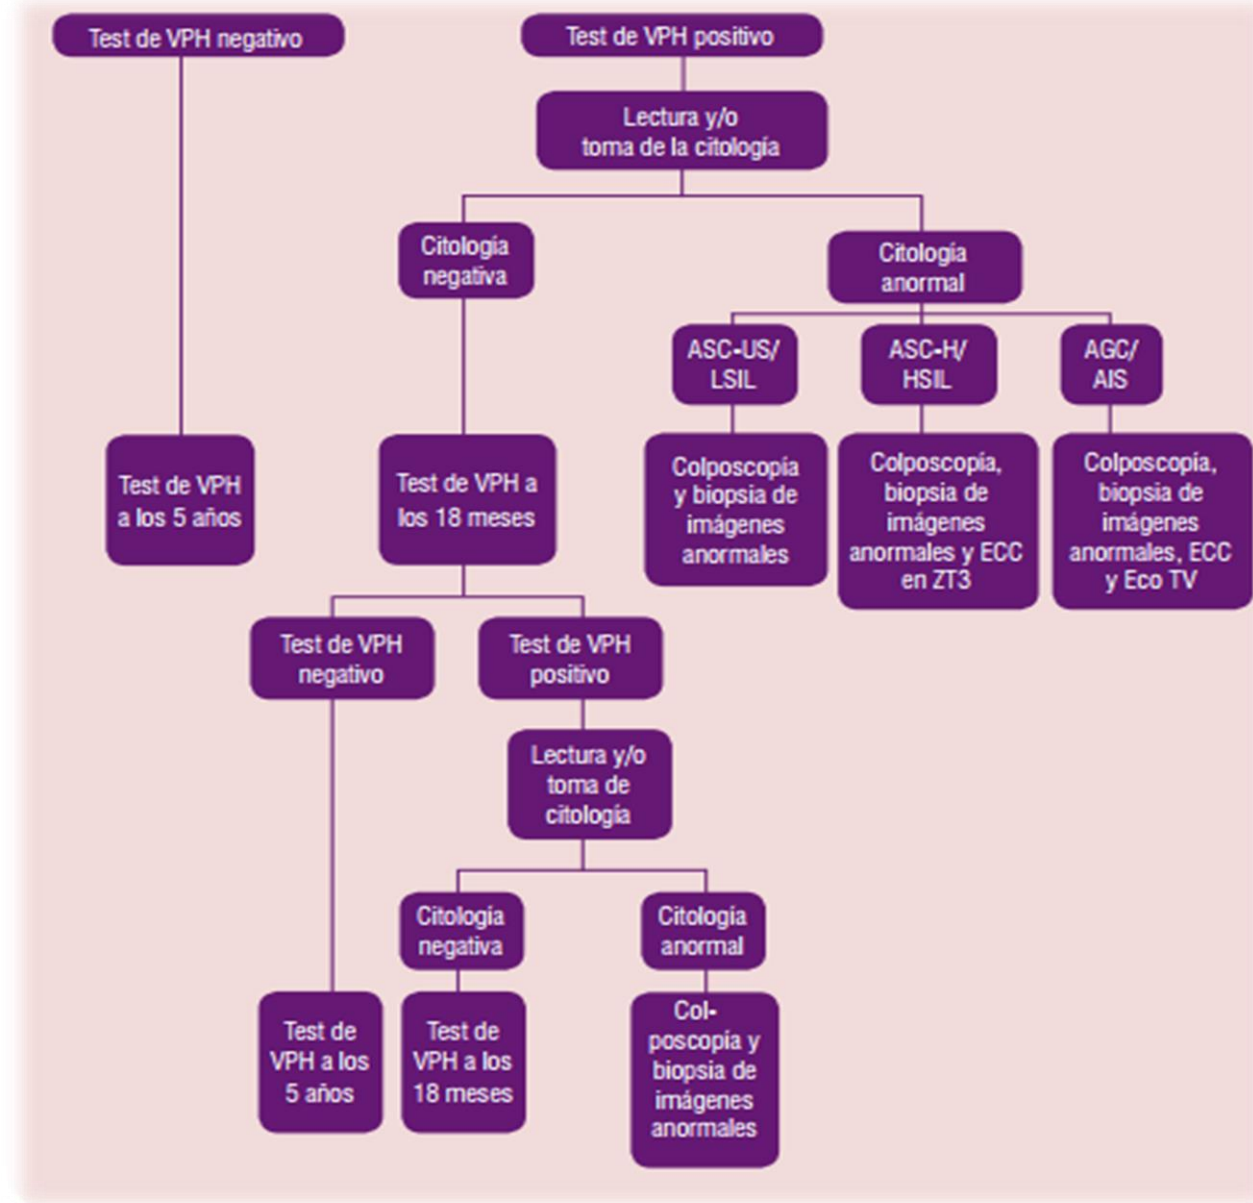 Test de VPH negativo
Test de VPH positivo
Lectura y/o
toma de la citología
Citología
negativa
Citología
anormal
ASC-US/
LSIL
ASC-H/
HSIL
AGC/
AIS
Test de VPH
a los 5 años
Test de VPH a
los 18 meses
Colposcopía
y biopsia de
imágenes
anormales
Colposcopía,
biopsia de
imágenes
anormales y ECC
en ZT3
Colposcopía,
biopsia de
imágenes
anormales, ECC
y Eco TV
Test de VPH
negativo
Test de VPH
positivo
Lectura y/o
toma de
citología
Citología
negativa
Citología
anormal
Test de
VPH a los
5 años
Test de
VPH a los
18 meses
Col-
poscopía y
biopsia de
imágenes
anormales